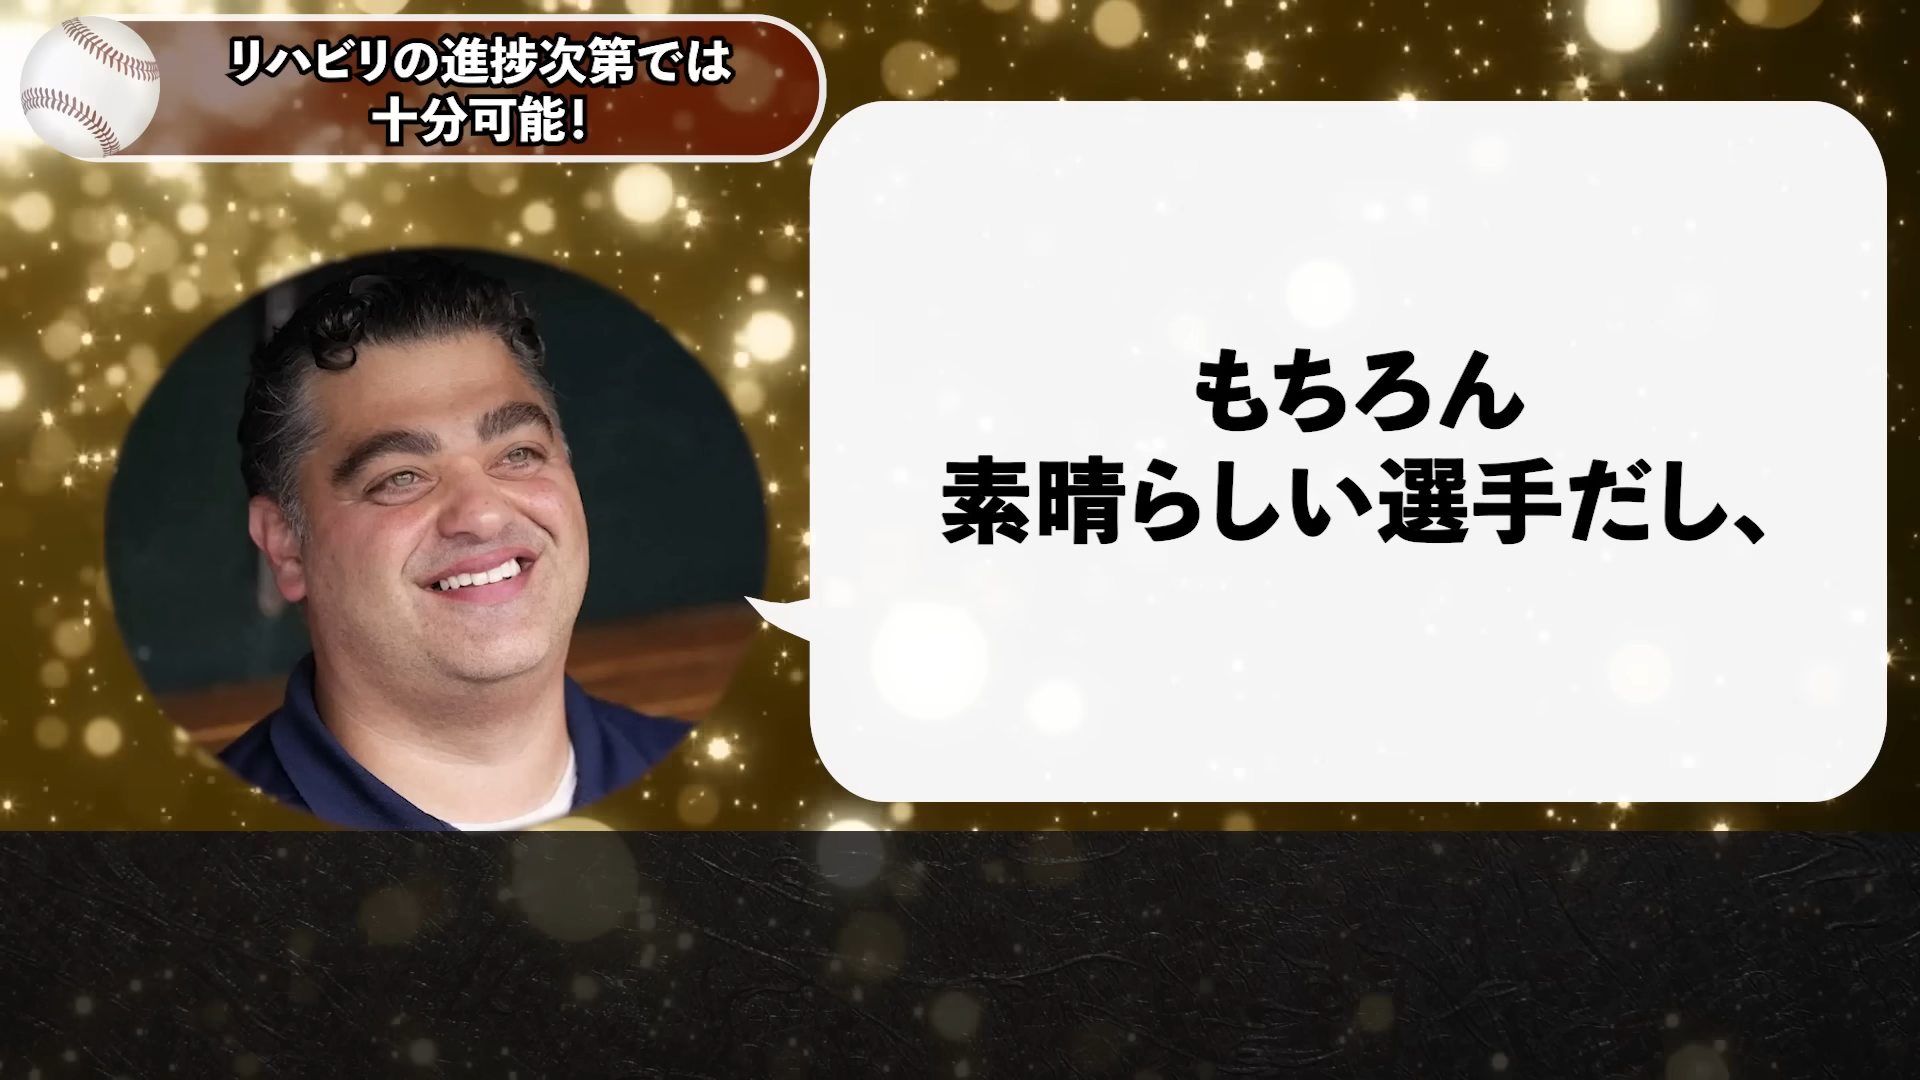 リハビリの進捗次第では
十分可能！
もちろん
素晴らしい選手だし、